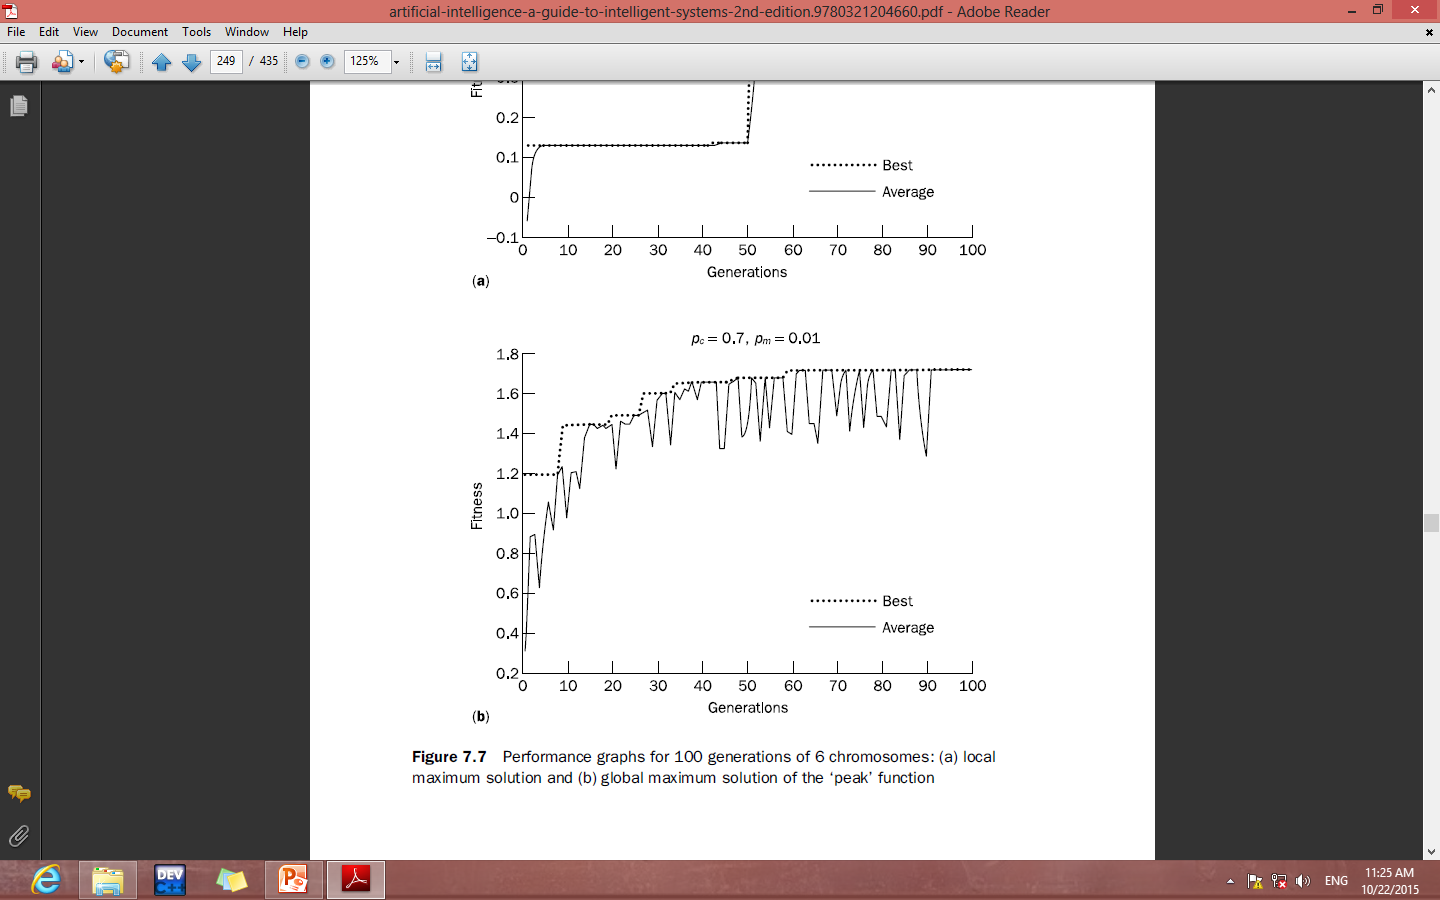 artificial-intelligence-a-guide-to-intelligent-systems-2nd-edition.9780321204660.pdf - Adobe Reader
File Edit View Document Tools Window Help
249 / 435 125%
0.2
0.1
0
−0.1
0 10 20 30 40 50 60 70 80 90 100
Generations
Best
Average
(a)
pc = 0.7, pm = 0.01
1.8
1.6
1.4
1.2
1.0
0.8
0.6
0.4
0.2
Fitness
0 10 20 30 40 50 60 70 80 90 100
Generations
Best
Average
(b)
Figure 7.7 Performance graphs for 100 generations of 6 chromosomes: (a) local
maximum solution and (b) global maximum solution of the ‘peak’ function
DEV
C++
ENG
11:25 AM
10/22/2015